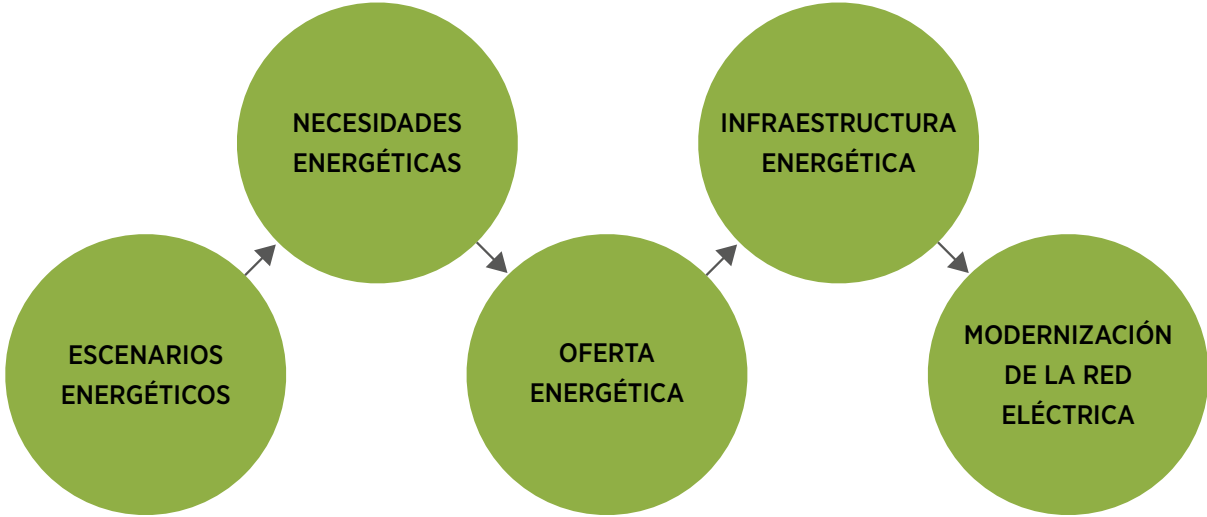 ESCENARIOS
ENERGÉTICOS
NECESIDADES
ENERGÉTICAS
OFERTA
ENERGÉTICA
INFRAESTRUCTURA
ENERGÉTICA
MODERNIZACIÓN
DE LA RED
ELÉCTRICA